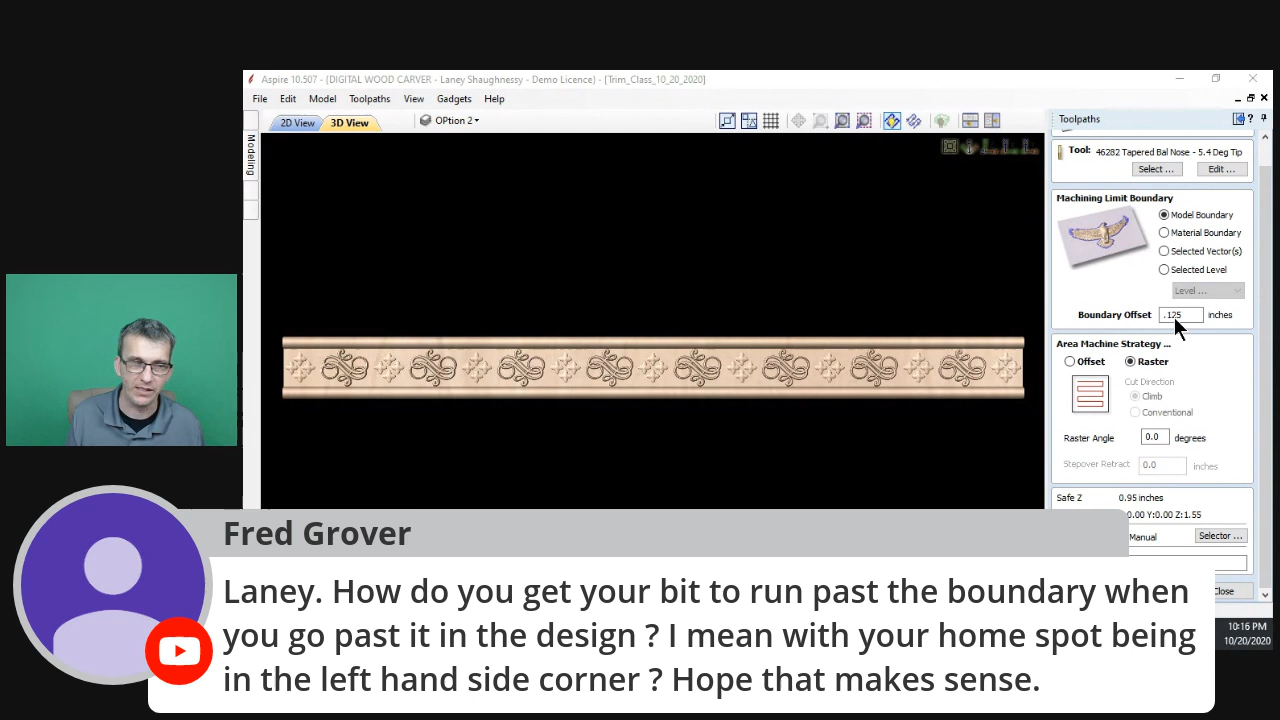 Aspire 10.507 - {DIGITAL WOOD CARVER - Laney Shaughnessy - Demo Licence} - [Trim_Class_10_20_2020]
File Edit Model Toolpaths View Gadgets Help
2D View 3D View OPtion 2
Modeling
Toolpaths
Tool: 46282 Tapered Bal Nose - 5.4 Deg Tip
Select ... Edit ...
Machining Limit Boundary
Model Boundary
Material Boundary
Selected Vector(s)
Selected Level
Level ...
Boundary Offset .125 inches
Area Machine Strategy ...
Offset Raster
Cut Direction
Climb
Conventional
Raster Angle 0.0 degrees
Stepover Retract 0.0 inches
Safe Z 0.95 inches
0.00 Y:0.00 Z:1.55
Manual Selector ...
Close
10:16 PM
10/20/2020
Fred Grover
Laney. How do you get your bit to run past the boundary when
you go past it in the design ? I mean with your home spot being
in the left hand side corner ? Hope that makes sense.